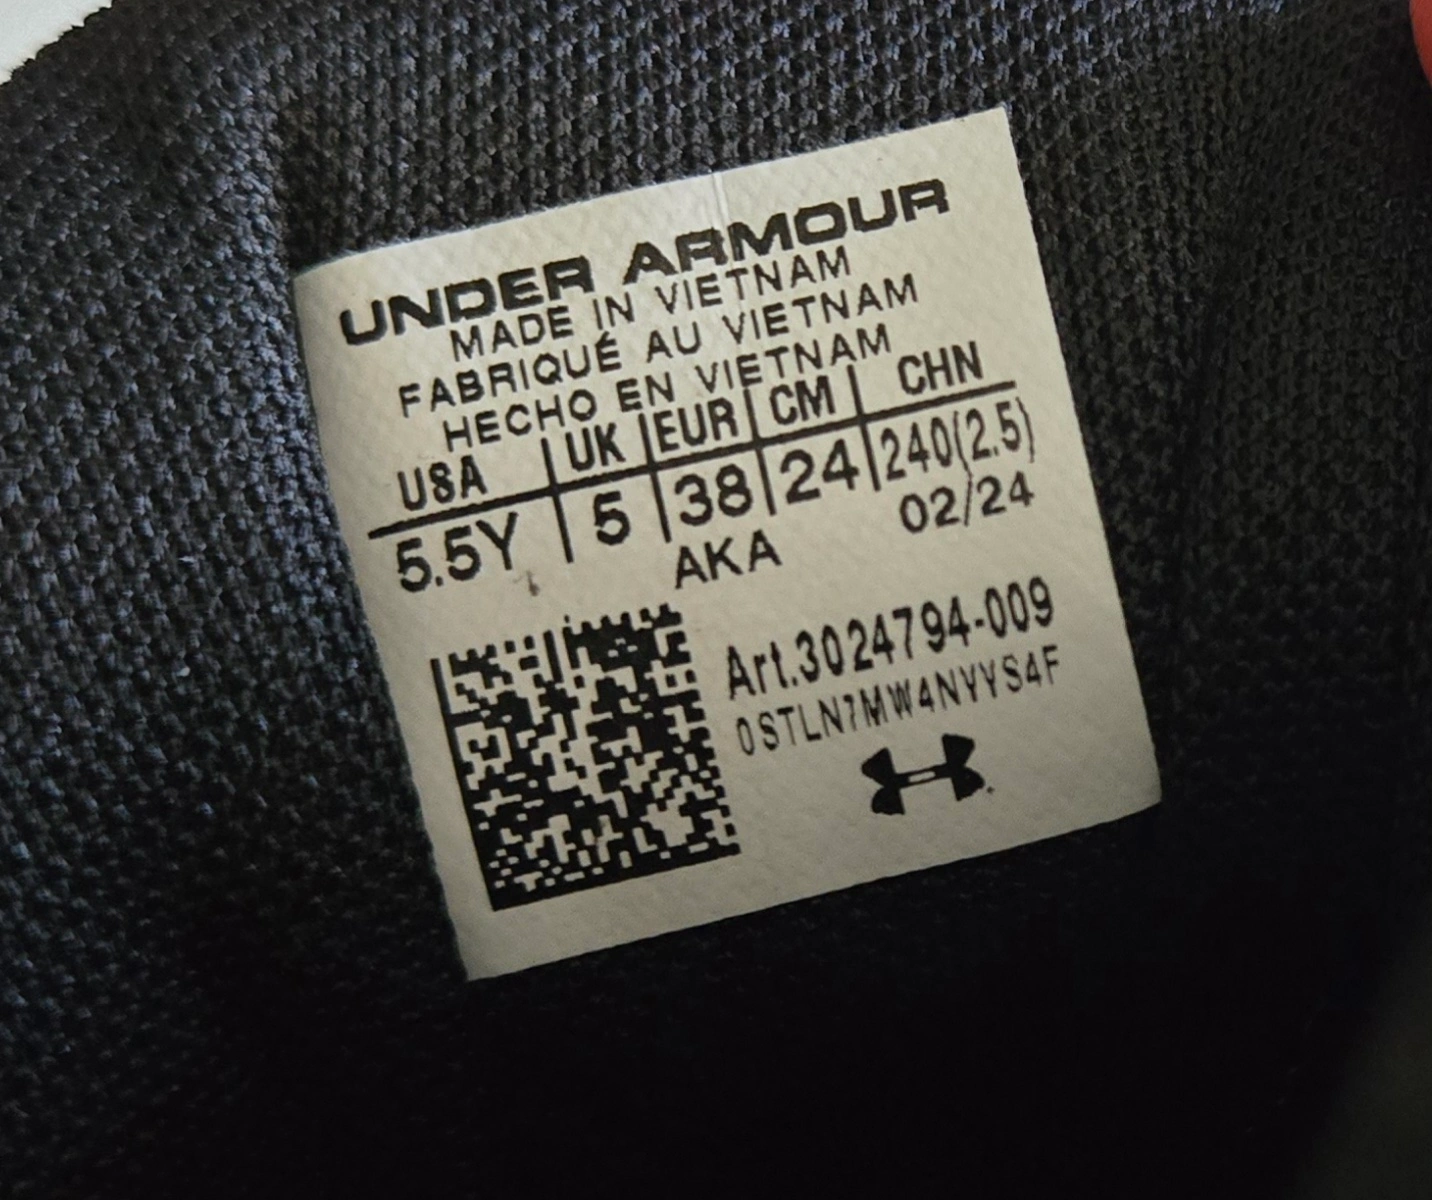 UNDER ARMOUR
MADE IN VIETNAM
FABRIQUÉ AU VIETNAM
HECHO EN VIETNAM
USA UK EUR CM CHN
5.5Y 5 38 24 240(2.5)
AKA 02/24
Art.3024794-009
0STLN7MW4NYYS4F